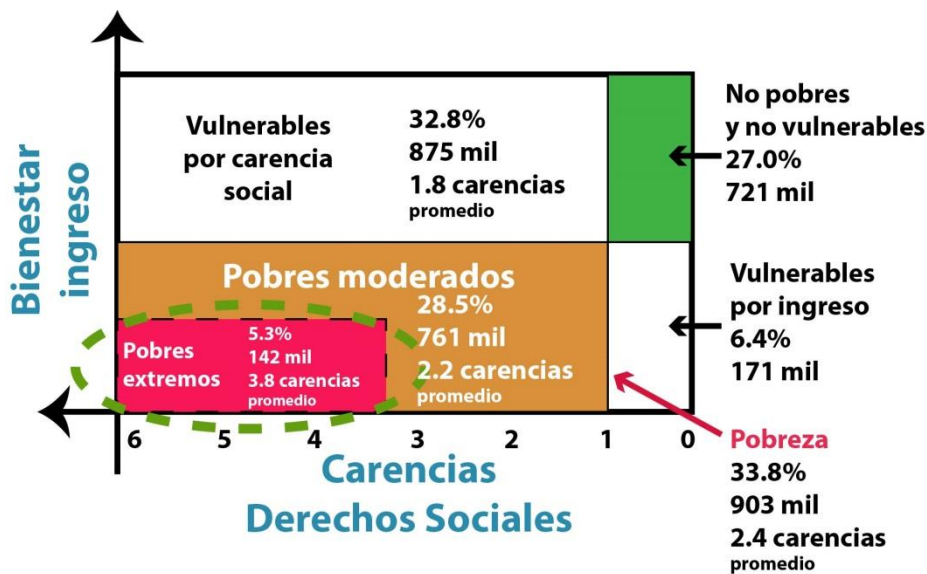 Bienestar
ingreso
Vulnerables
por carencia
social
32.8%
875 mil
1.8 carencias
promedio
No pobres
y no vulnerables
27.0%
721 mil
Pobres moderados
28.5%
761 mil
2.2 carencias
promedio
Pobres
extremos
5.3%
142 mil
3.8 carencias
promedio
Vulnerables
por ingreso
6.4%
171 mil
6 5 4 3 2 1 0
Carencias
Derechos Sociales
Pobreza
33.8%
903 mil
2.4 carencias
promedio